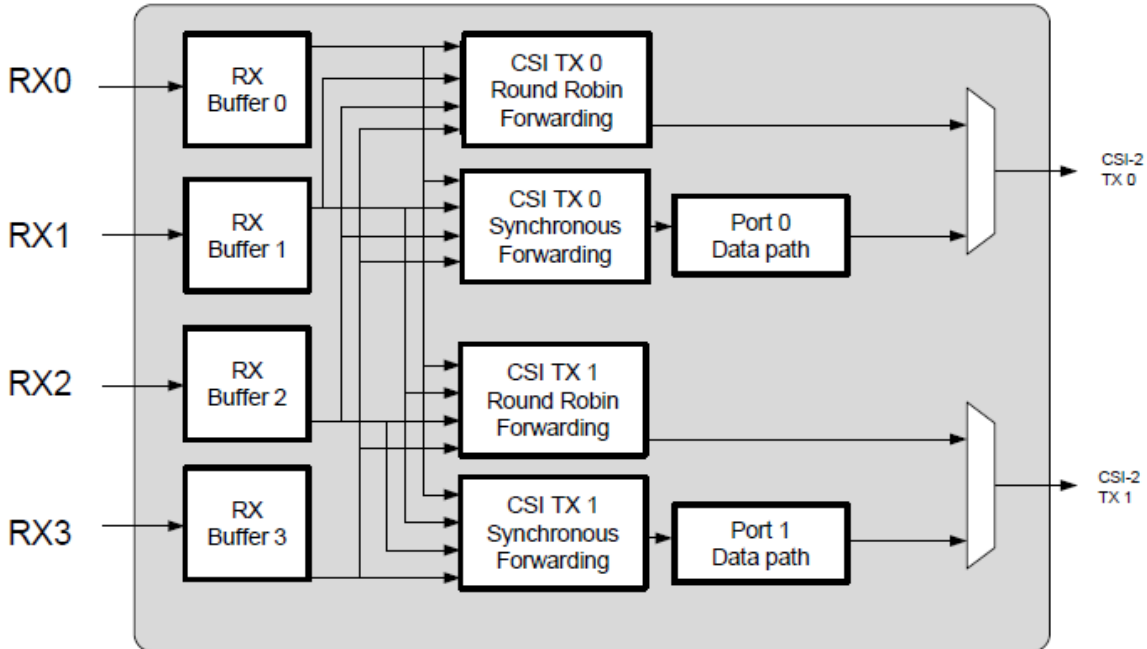 RX0
RX
Buffer 0
CSI TX 0
Round Robin
Forwarding
CSI-2
TX 0
RX1
RX
Buffer 1
CSI TX 0
Synchronous
Forwarding
Port 0
Data path
RX2
RX
Buffer 2
CSI TX 1
Round Robin
Forwarding
CSI-2
TX 1
RX3
RX
Buffer 3
CSI TX 1
Synchronous
Forwarding
Port 1
Data path